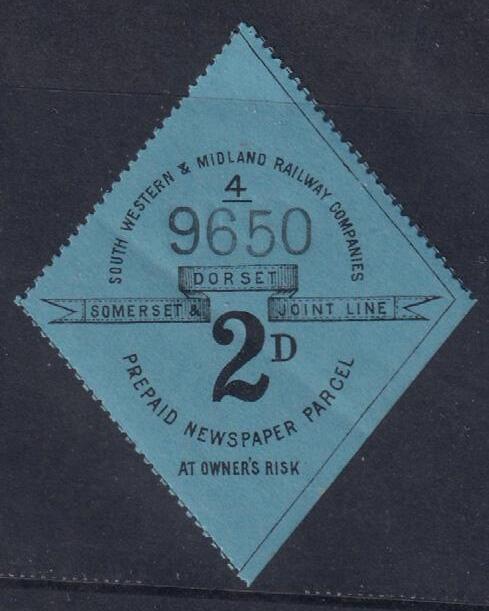 SOUTH WESTERN & MIDLAND RAILWAY COMPANIES
4
9650
DORSET
SOMERSET & JOINT LINE
2D
PREPAID NEWSPAPER PARCEL
AT OWNER'S RISK